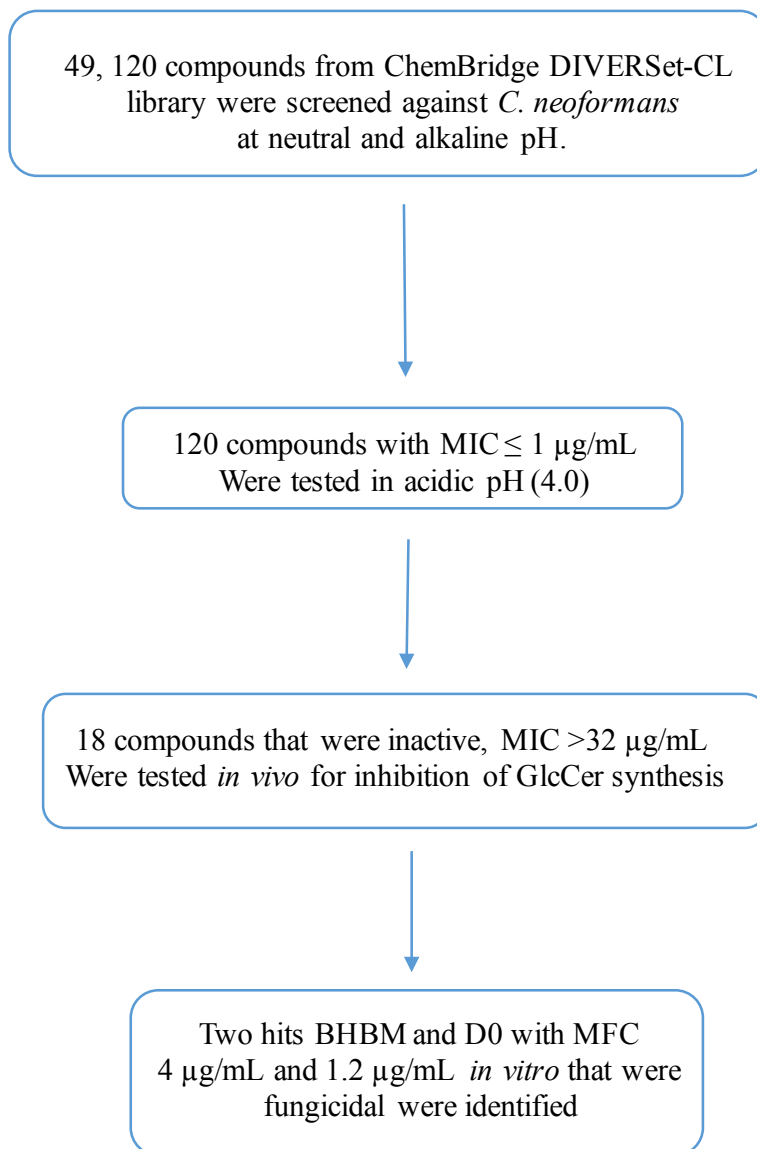 49, 120 compounds from ChemBridge DIVERSet-CL
library were screened against C. neoformans
at neutral and alkaline pH.
120 compounds with MIC ≤ 1 µg/mL
Were tested in acidic pH (4.0)
18 compounds that were inactive, MIC >32 µg/mL
Were tested in vivo for inhibition of GlcCer synthesis
Two hits BHBM and D0 with MFC
4 µg/mL and 1.2 µg/mL in vitro that were
fungicidal were identified